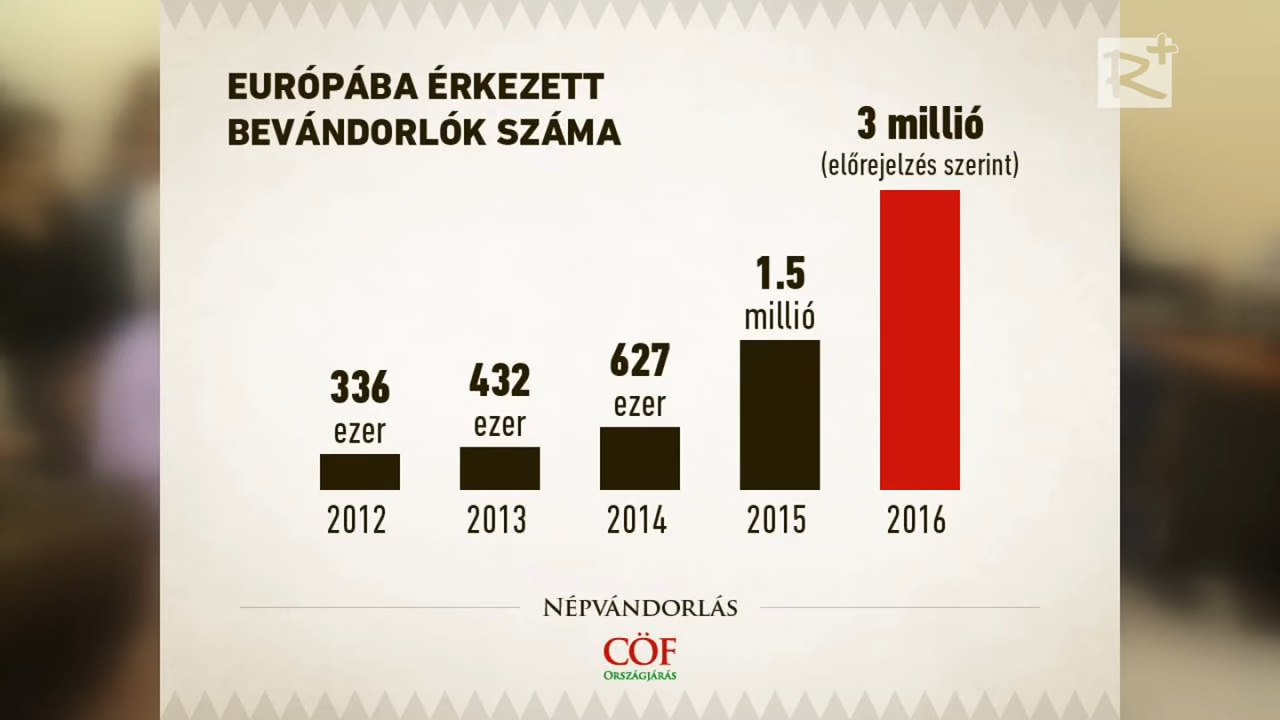 EURÓPÁBA ÉRKEZETT
BEVÁNDORLÓK SZÁMA
R+
3 millió
(előrejelzés szerint)
1.5
millió
627
ezer
432
ezer
336
ezer
2012
2013
2014
2015
2016
NÉPVÁNDORLÁS
CÖF
ORSZÁGJÁRÁS